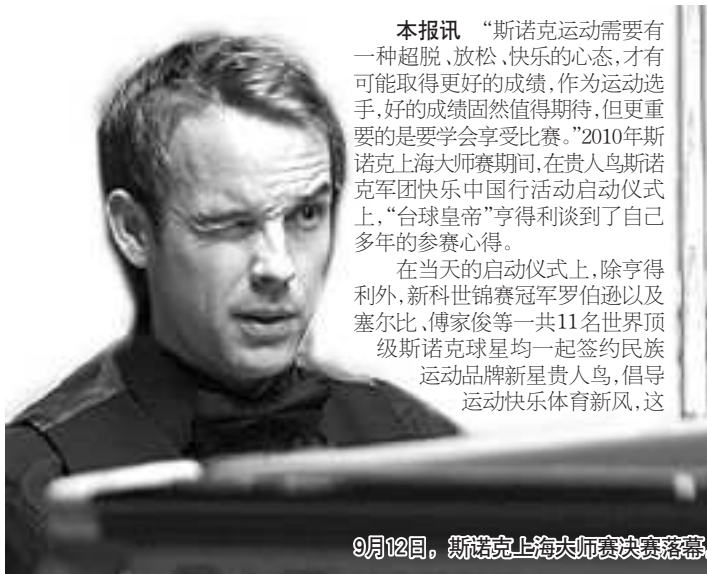 本报讯 “斯诺克运动需要有
一种超脱、放松、快乐的心态,才有
可能取得更好的成绩,作为运动选
手,好的成绩固然值得期待,但更重
要的是要学会享受比赛。”2010年斯
诺克上海大师赛期间,在贵人鸟斯诺
克军团快乐中国行活动启动仪式
上,“台球皇帝”亨得利谈到了自己
多年的参赛心得。
在当天的启动仪式上,除亨得
利外,新科世锦赛冠军罗伯逊以及
塞尔比、傅家俊等一共11名世界顶
级斯诺克球星均一起签约民族
运动品牌新星贵人鸟,倡导
运动快乐体育新风,这
9月12日，斯诺克上海大师赛决赛落幕,